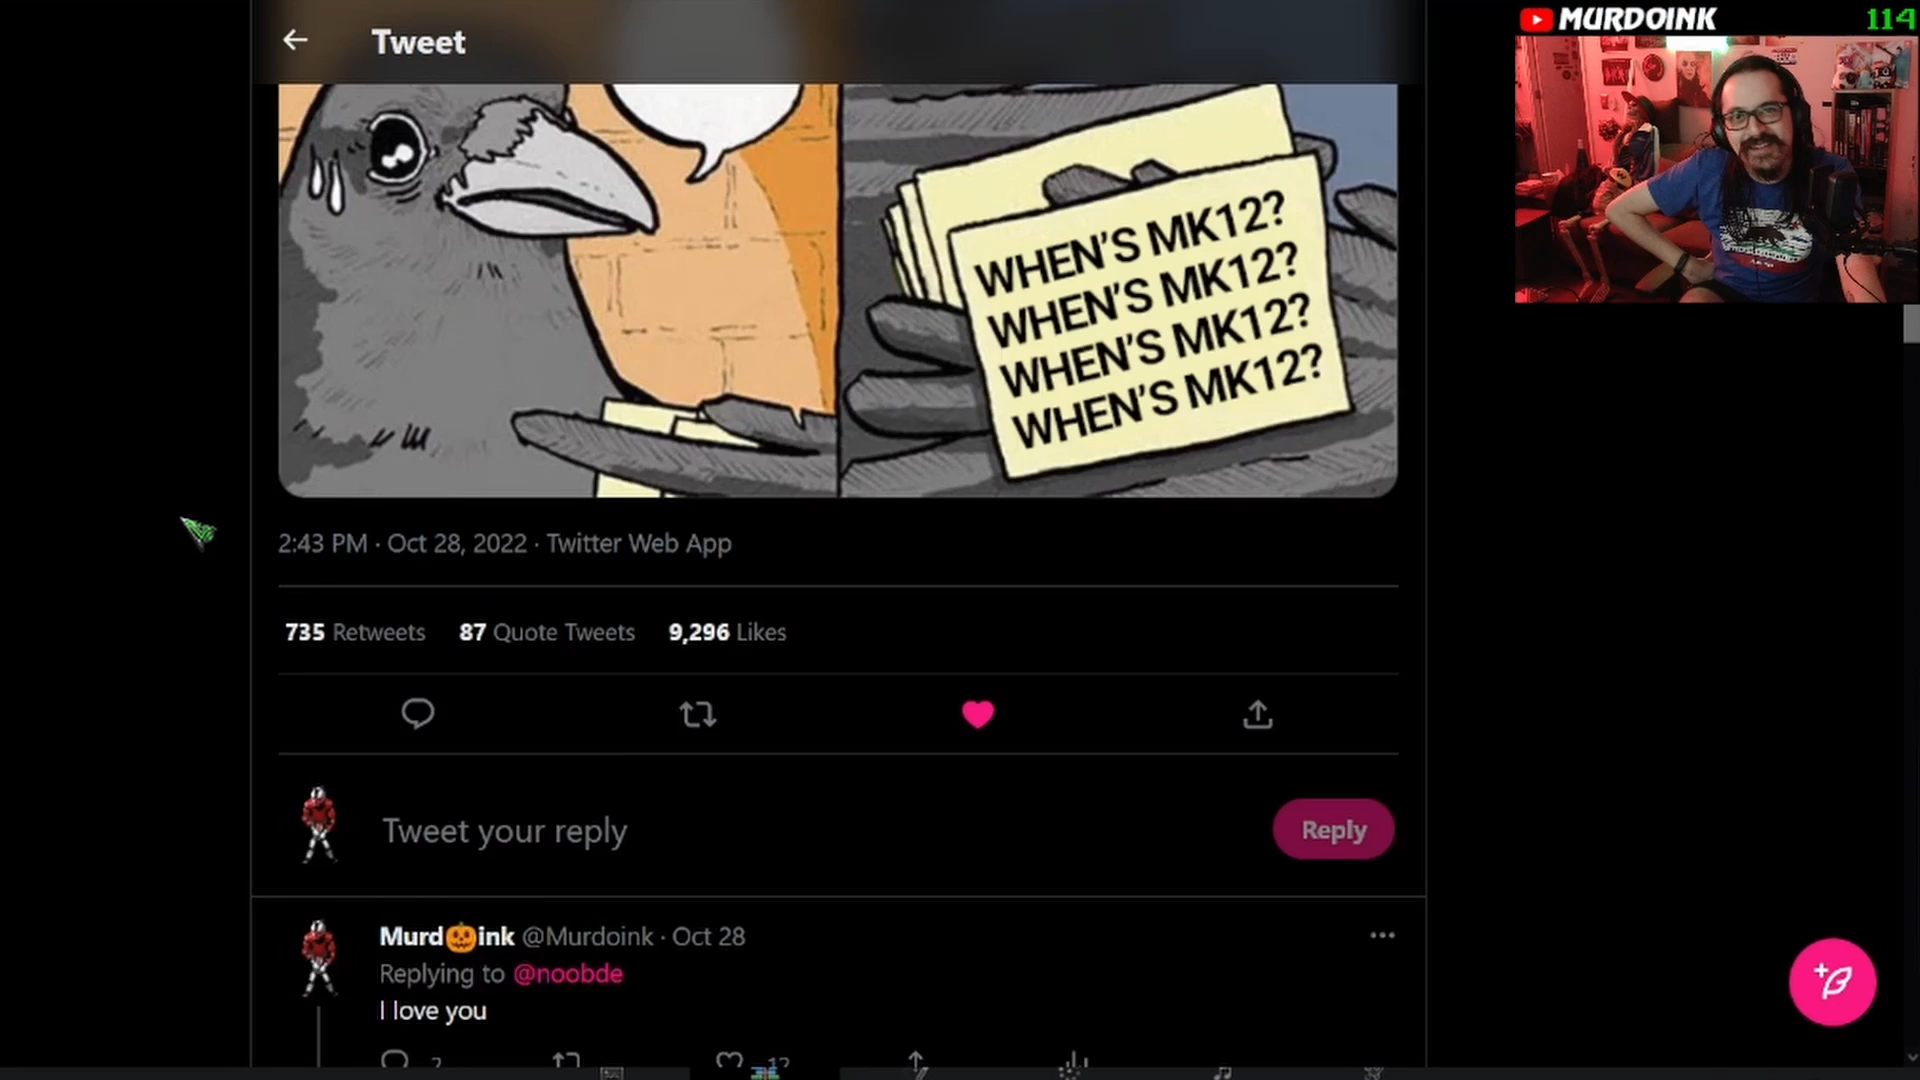 Tweet
MURDOINK
114
WHEN'S MK12?
WHEN'S MK12?
WHEN'S MK12?
WHEN'S MK12?
2:43 PM · Oct 28, 2022 · Twitter Web App
735 Retweets 87 Quote Tweets 9,296 Likes
Tweet your reply
Reply
Murd🎃ink @Murdoink · Oct 28
Replying to @noobde
I love you
2
12